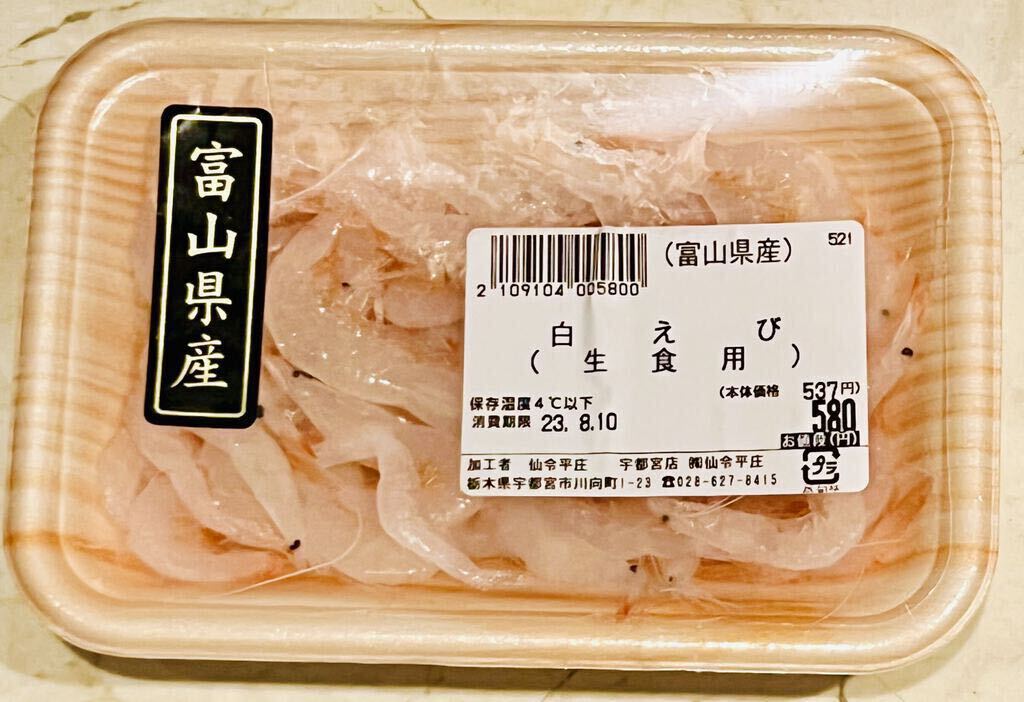 富山県産
(富山県産)
521
2 109104 005800
白えび
(生食用)
(本体価格 537円)
保存温度4℃以下
580
消費期限 23.8.10
お値段(円)
プラ
加工者 仙令平庄 宇都宮店 ㈱仙令平庄
栃木県宇都宮市川向町1-23 ☎028-627-8415